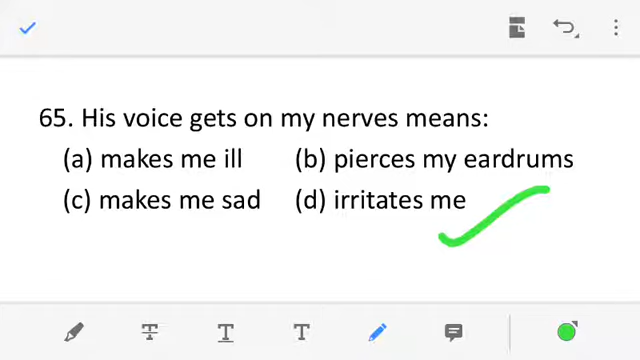 65. His voice gets on my nerves means:
(a) makes me ill (b) pierces my eardrums
(c) makes me sad (d) irritates me